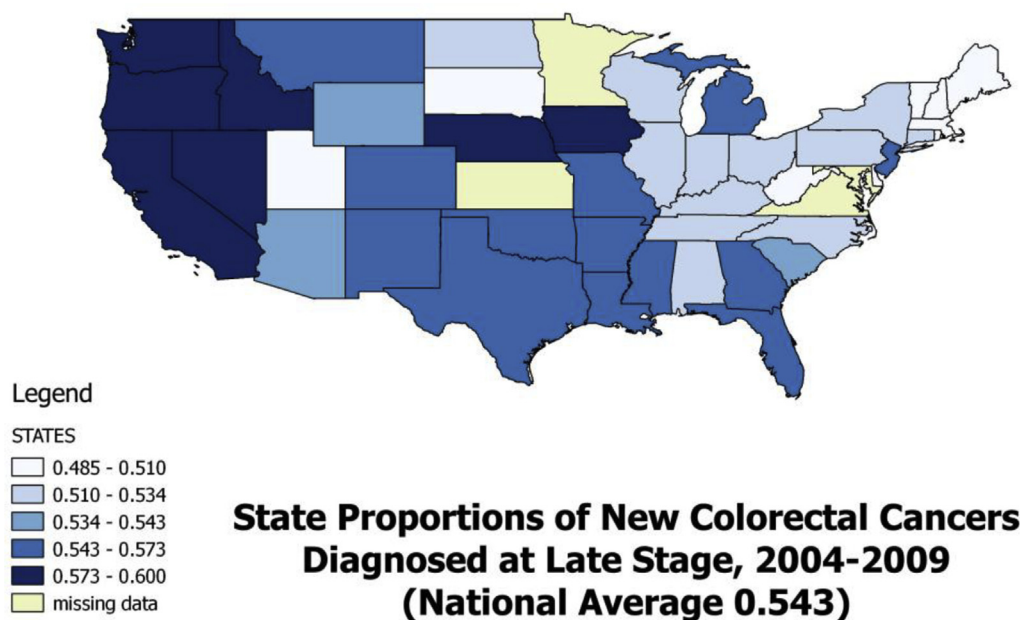 Legend
STATES
0.485 - 0.510
0.510 - 0.534
0.534 - 0.543
0.543 - 0.573
0.573 - 0.600
missing data
State Proportions of New Colorectal Cancers
Diagnosed at Late Stage, 2004-2009
(National Average 0.543)